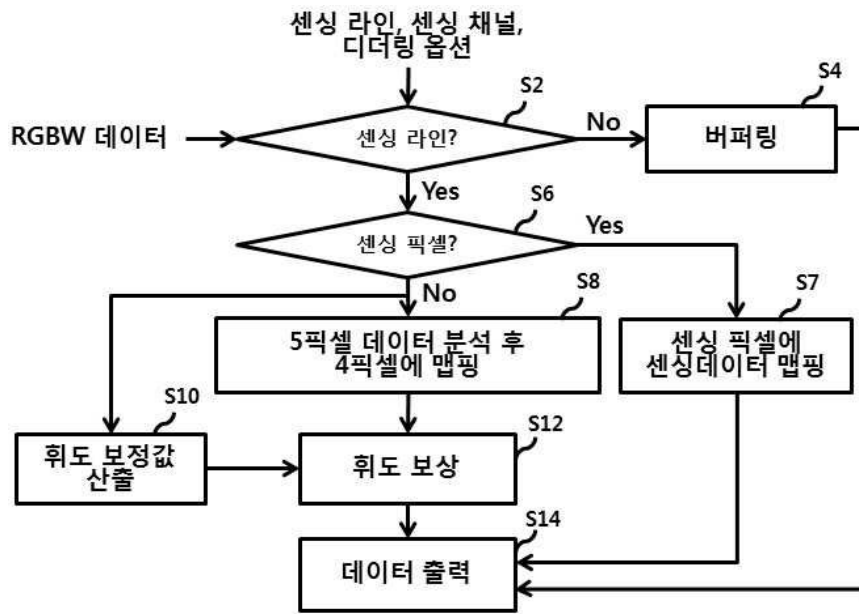 센싱 라인, 센싱 채널,
디더링 옵션
S2
S4
RGBW 데이터
센싱 라인?
No
버퍼링
Yes
S6
센싱 픽셀?
Yes
No
S8
S7
5픽셀 데이터 분석 후
4픽셀에 맵핑
센싱 픽셀에
센싱데이터 맵핑
S10
S12
휘도 보정값
산출
휘도 보상
S14
데이터 출력